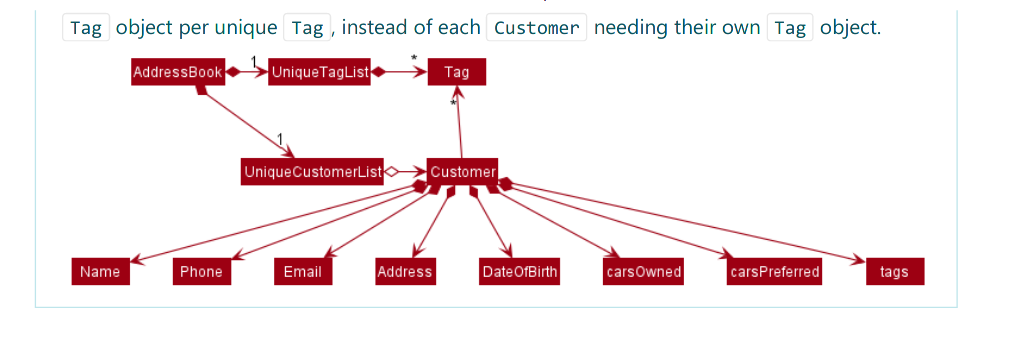 Tag object per unique Tag , instead of each Customer needing their own Tag object.
AddressBook 1 UniqueTagList * Tag
*
1
UniqueCustomerList Customer
Name Phone Email Address DateOfBirth carsOwned carsPreferred tags